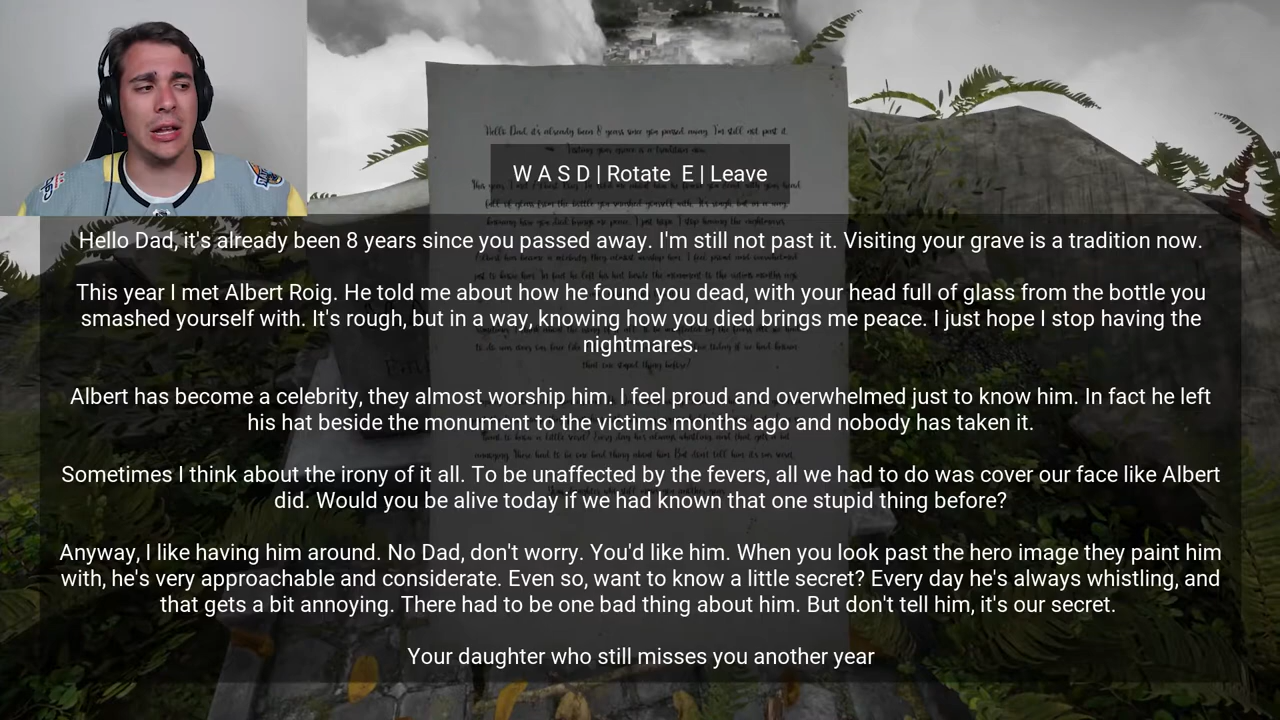 W A S D | Rotate E | Leave
Hello Dad, it's already been 8 years since you passed away. I'm still not past it. Visiting your grave is a tradition now.
This year I met Albert Roig. He told me about how he found you dead, with your head full of glass from the bottle you
smashed yourself with. It's rough, but in a way, knowing how you died brings me peace. I just hope I stop having the
nightmares.
Albert has become a celebrity, they almost worship him. I feel proud and overwhelmed just to know him. In fact he left
his hat beside the monument to the victims months ago and nobody has taken it.
Sometimes I think about the irony of it all. To be unaffected by the fevers, all we had to do was cover our face like Albert
did. Would you be alive today if we had known that one stupid thing before?
Anyway, I like having him around. No Dad, don't worry. You'd like him. When you look past the hero image they paint him
with, he's very approachable and considerate. Even so, want to know a little secret? Every day he's always whistling, and
that gets a bit annoying. There had to be one bad thing about him. But don't tell him, it's our secret.
Your daughter who still misses you another year